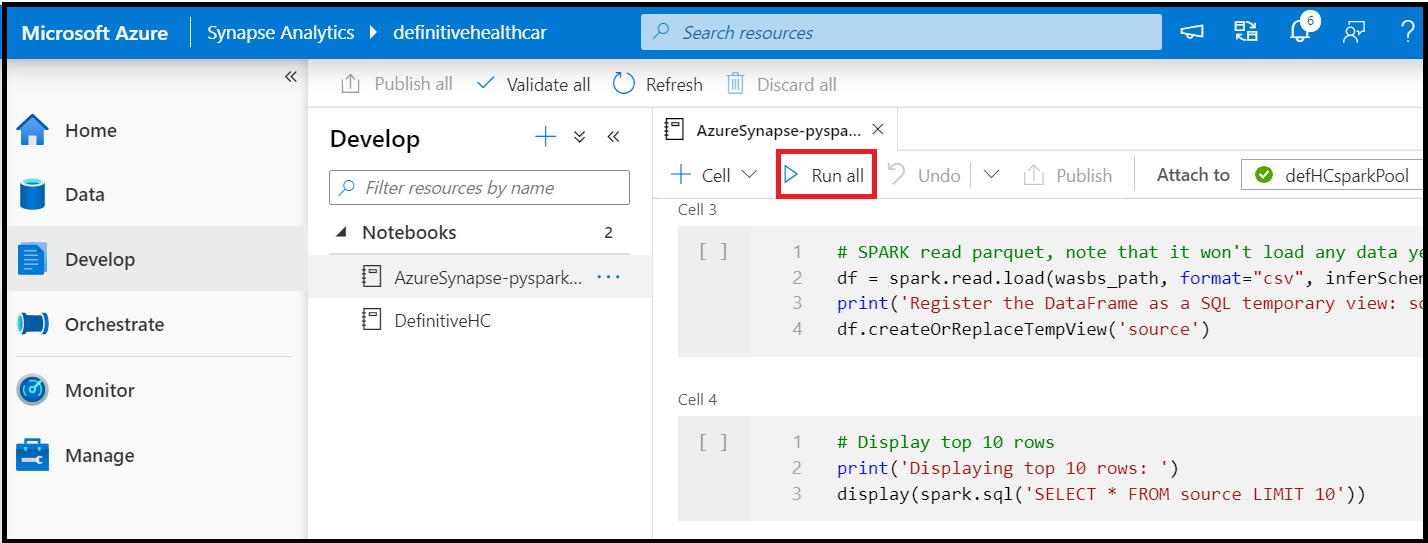 Microsoft Azure Synapse Analytics definitivehealthcar Search resources 6 ?
Publish all Validate all Refresh Discard all
Home
Data
Develop
Orchestrate
Monitor
Manage
Develop
Filter resources by name
Notebooks 2
AzureSynapse-pyspark...
DefinitiveHC
AzureSynapse-pyspa...
Cell Run all Undo Publish Attach to defHCsparkPool
Cell 3
[ ] 1 # SPARK read parquet, note that it won't load any data ye
2 df = spark.read.load(wasbs_path, format="csv", inferSchem
3 print('Register the DataFrame as a SQL temporary view: so
4 df.createOrReplaceTempView('source')
Cell 4
[ ] 1 # Display top 10 rows
2 print('Displaying top 10 rows: ')
3 display(spark.sql('SELECT * FROM source LIMIT 10'))